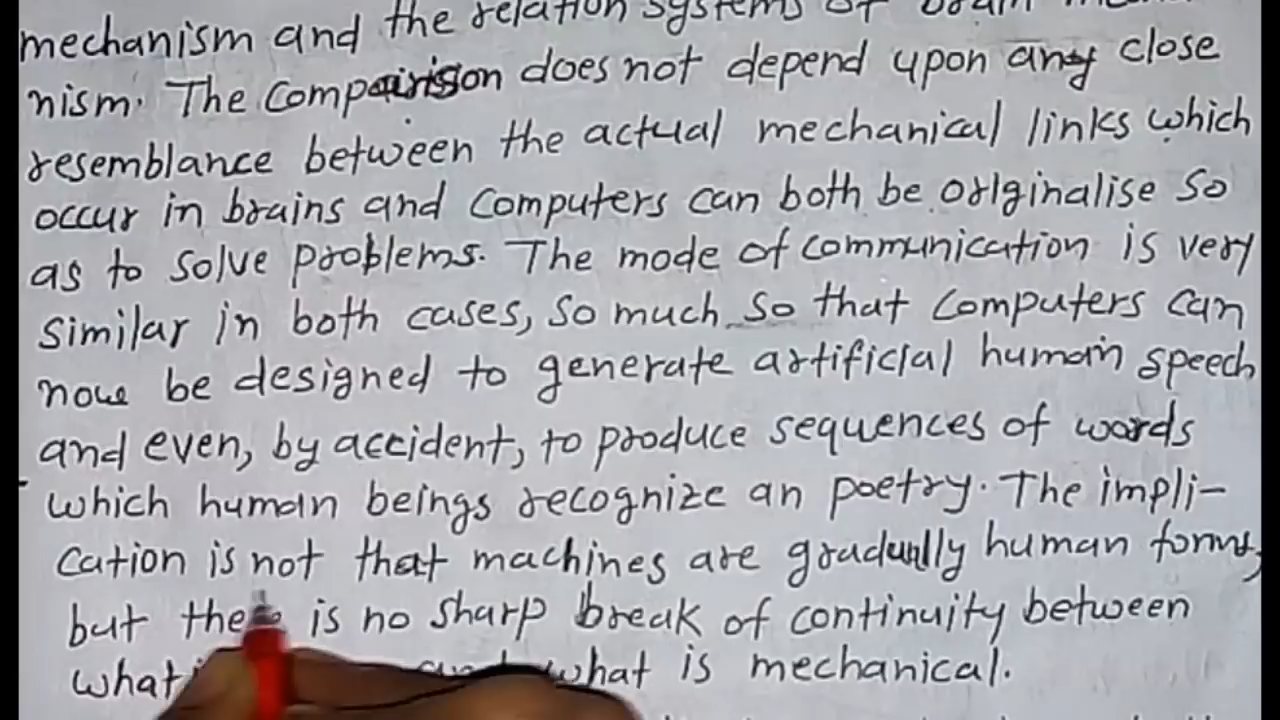 mechanism and the relation systems of brain mecha-
nism. The Comparision does not depend upon any close
resemblance between the actual mechanical links which
occur in brains and Computers can both be originalise so
as to solve problems. The mode of communication is very
similar in both cases, so much so that Computers can
now be designed to generate artificial human speech
and even, by accident, to produce sequences of words
which human beings recognize an poetry. The impli-
cation is not that machines are gradually human forms,
but the is no sharp break of continuity between
what what is mechanical.